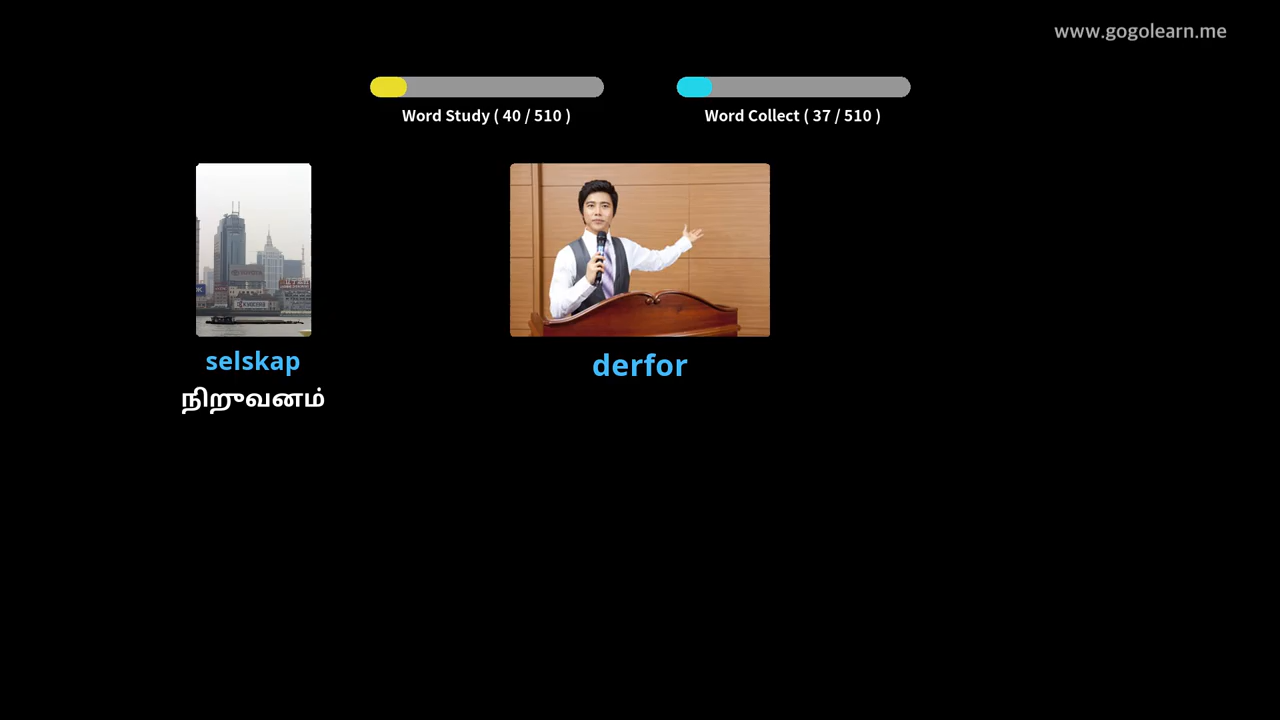 www.gogolearn.me
Word Study ( 40 / 510 )
Word Collect ( 37 / 510 )
selskap
நிறுவனம்
derfor